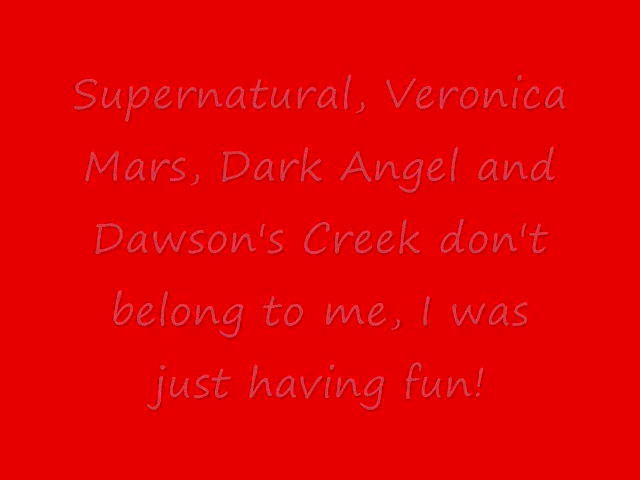 Supernatural, Veronica
Mars, Dark Angel and
Dawson's Creek don't
belong to me, I was
just having fun!